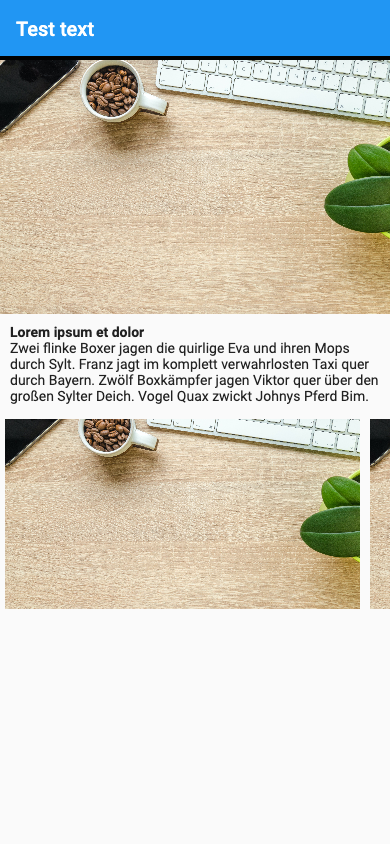 Test text
Lorem ipsum et dolor
Zwei flinke Boxer jagen die quirlige Eva und ihren Mops
durch Sylt. Franz jagt im komplett verwahrlosten Taxi quer
durch Bayern. Zwölf Boxkämpfer jagen Viktor quer über den
großen Sylter Deich. Vogel Quax zwickt Johnys Pferd Bim.